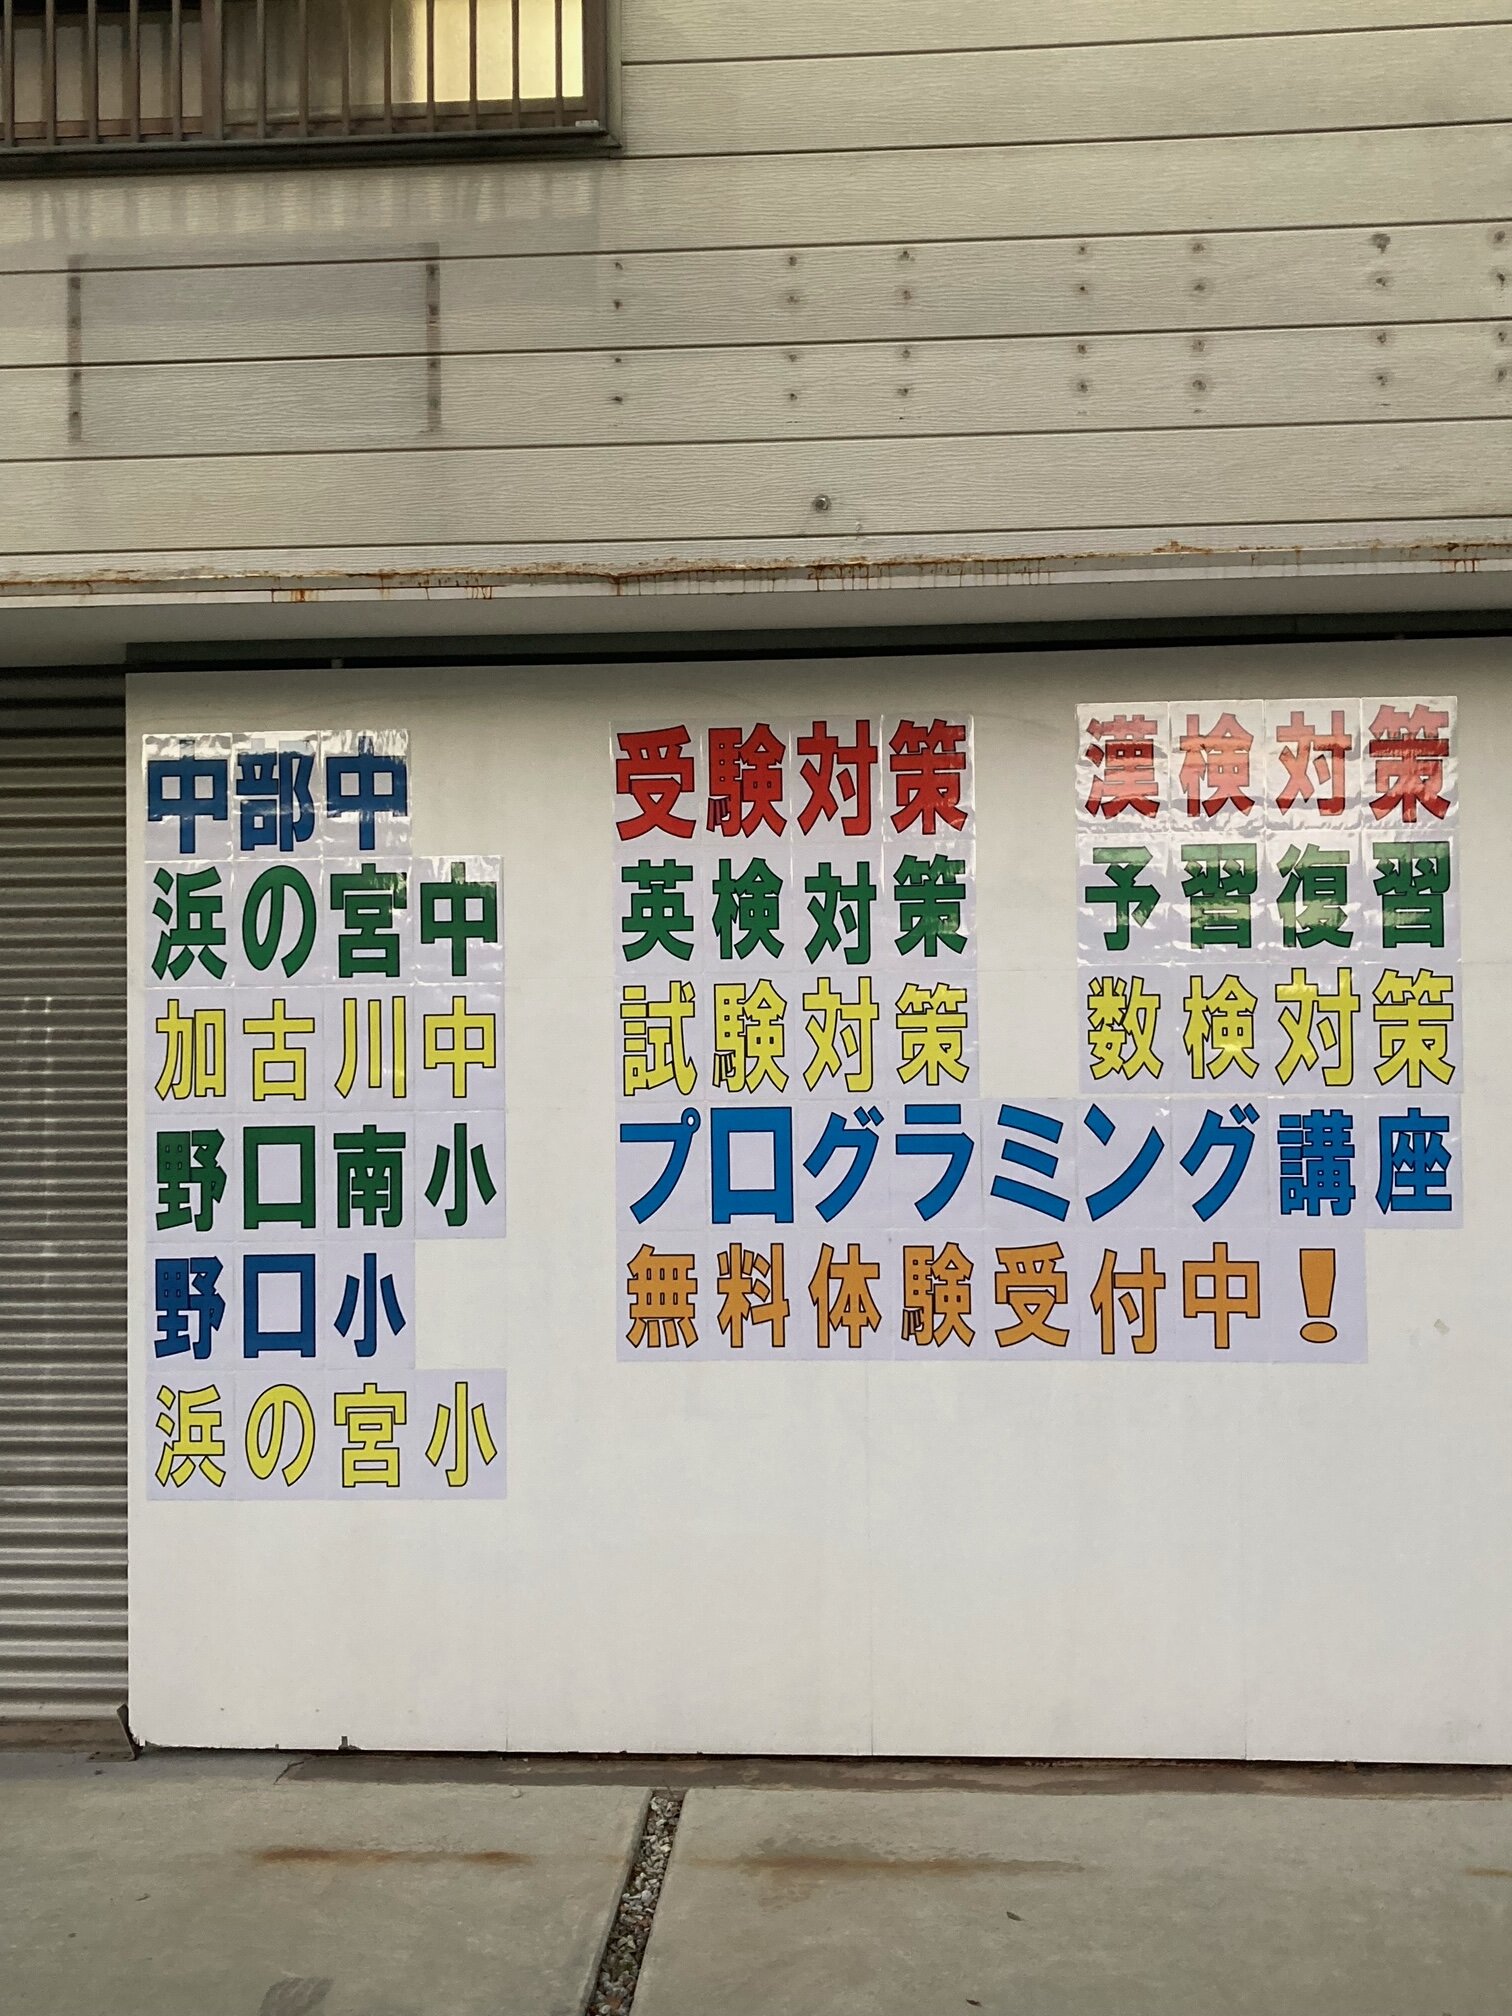 中部中
浜の宮中
加古川中
野口南小
野口小
浜の宮小
受験対策 漢検対策
英検対策 予習復習
試験対策 数検対策
プログラミング講座
無料体験受付中！